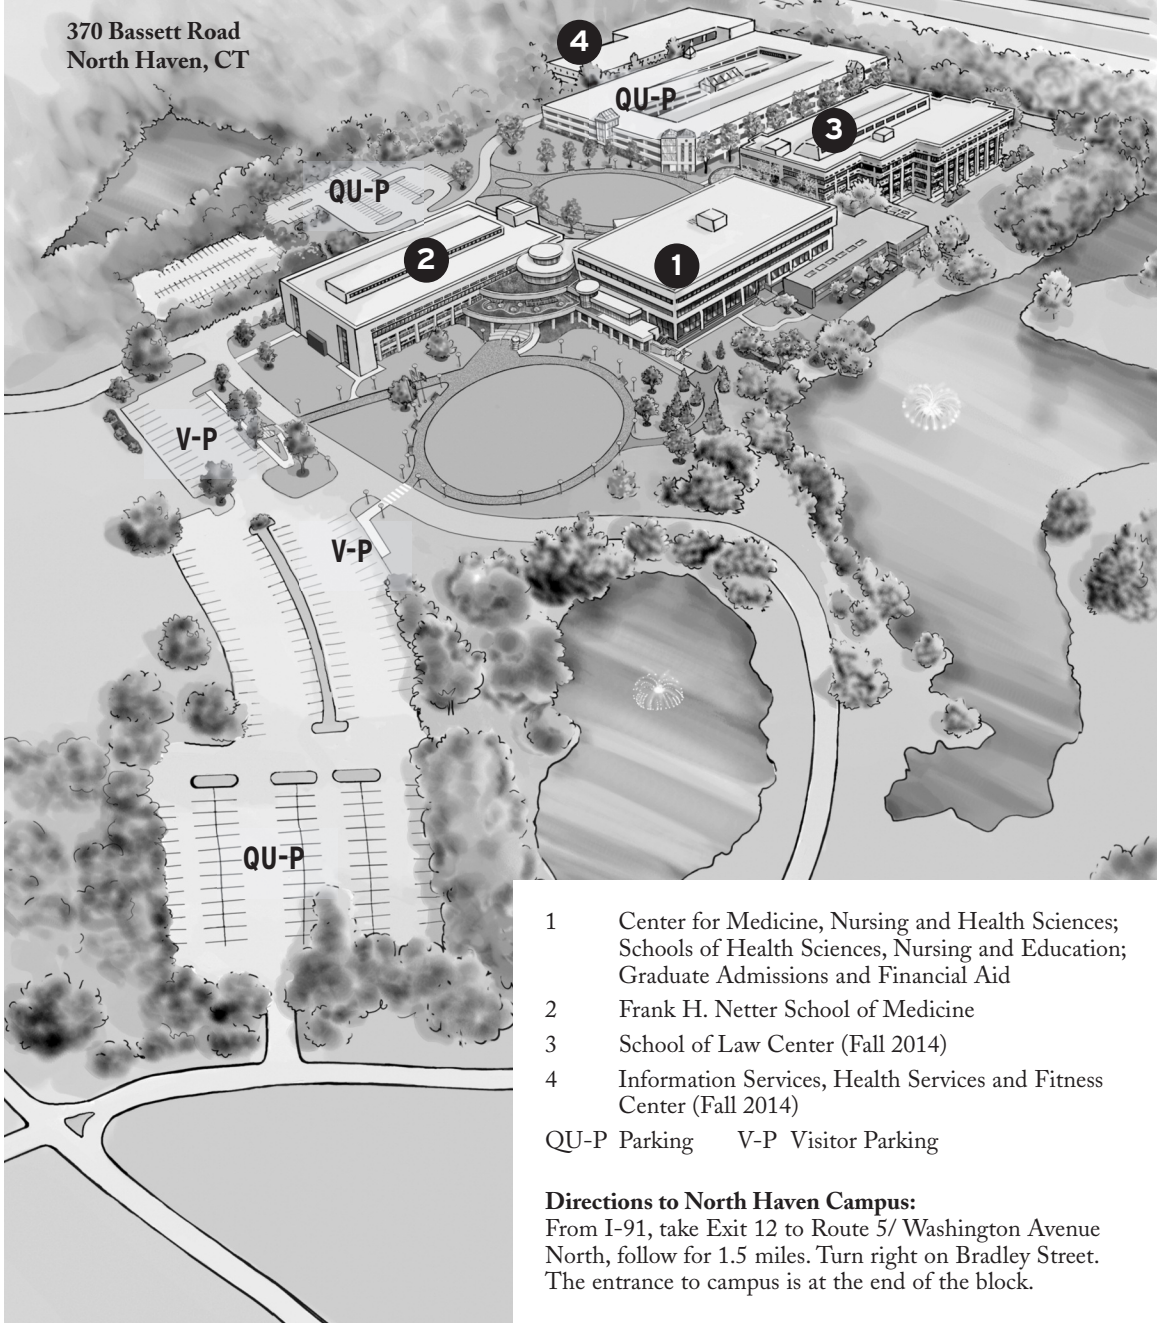 370 Bassett Road
North Haven, CT
4
QU-P
3
QU-P
2
1
V-P
V-P
QU-P
1 Center for Medicine, Nursing and Health Sciences;
Schools of Health Sciences, Nursing and Education;
Graduate Admissions and Financial Aid
2 Frank H. Netter School of Medicine
3 School of Law Center (Fall 2014)
4 Information Services, Health Services and Fitness
Center (Fall 2014)
QU-P Parking V-P Visitor Parking
Directions to North Haven Campus:
From I-91, take Exit 12 to Route 5/ Washington Avenue
North, follow for 1.5 miles. Turn right on Bradley Street.
The entrance to campus is at the end of the block.